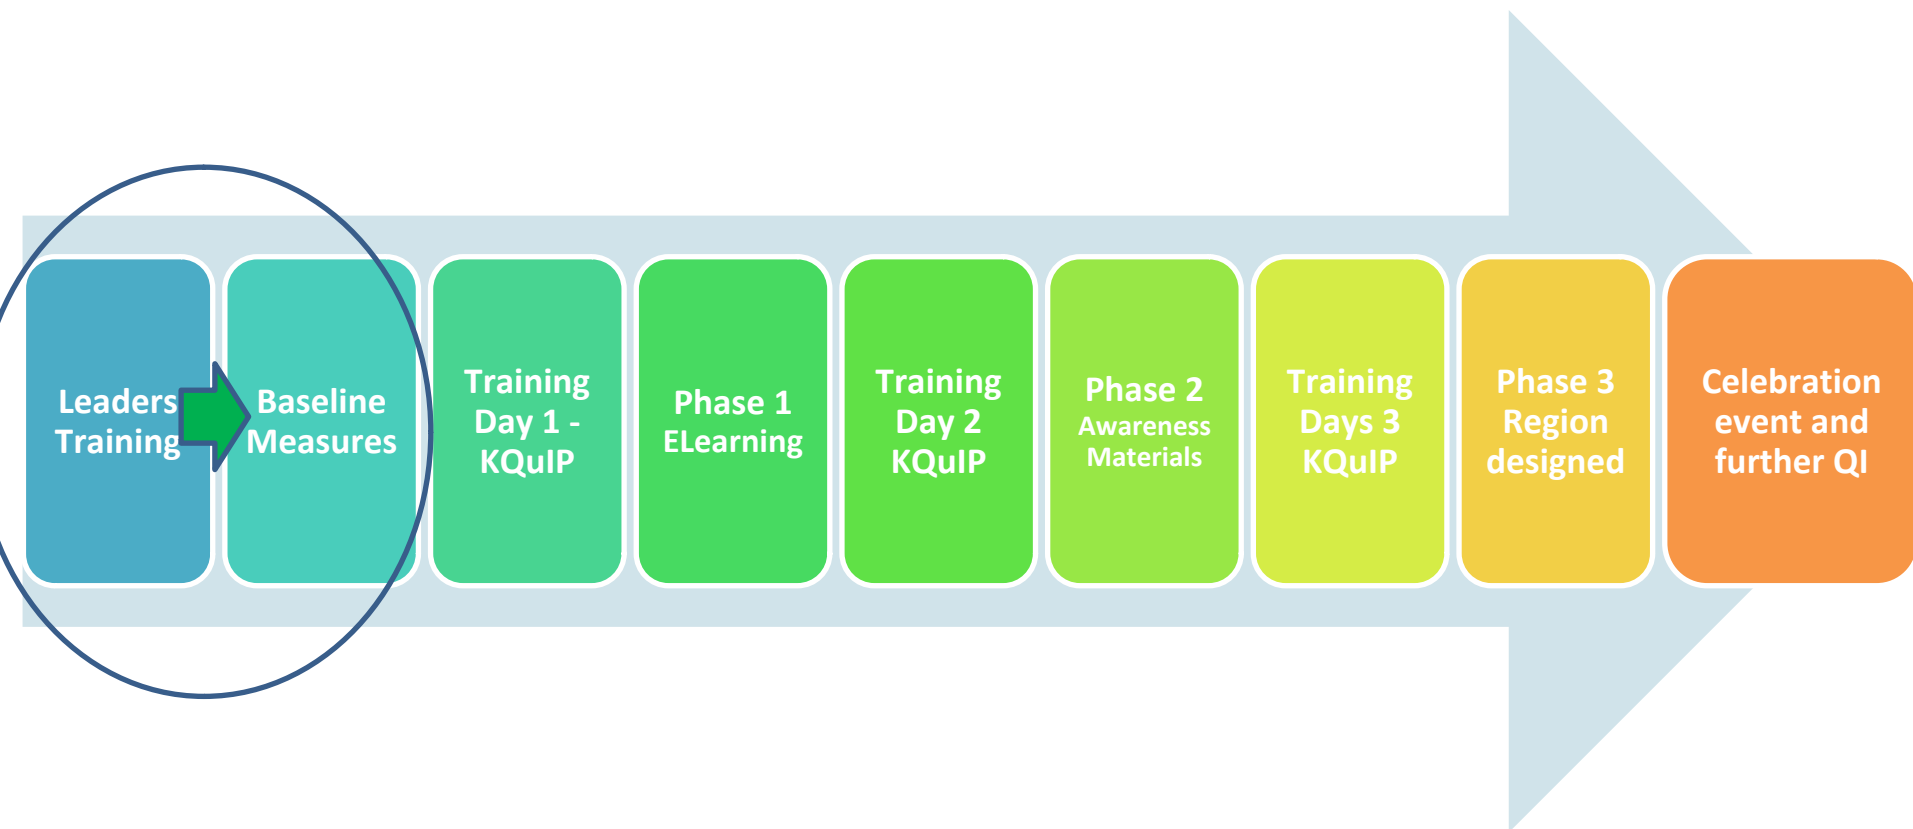 Leaders
Training
Baseline
Measures
Training
Day 1 -
KQuIP
Phase 1
ELearning
Training
Day 2
KQuIP
Phase 2
Awareness
Materials
Training
Days 3
KQuIP
Phase 3
Region
designed
Celebration
event and
further QI